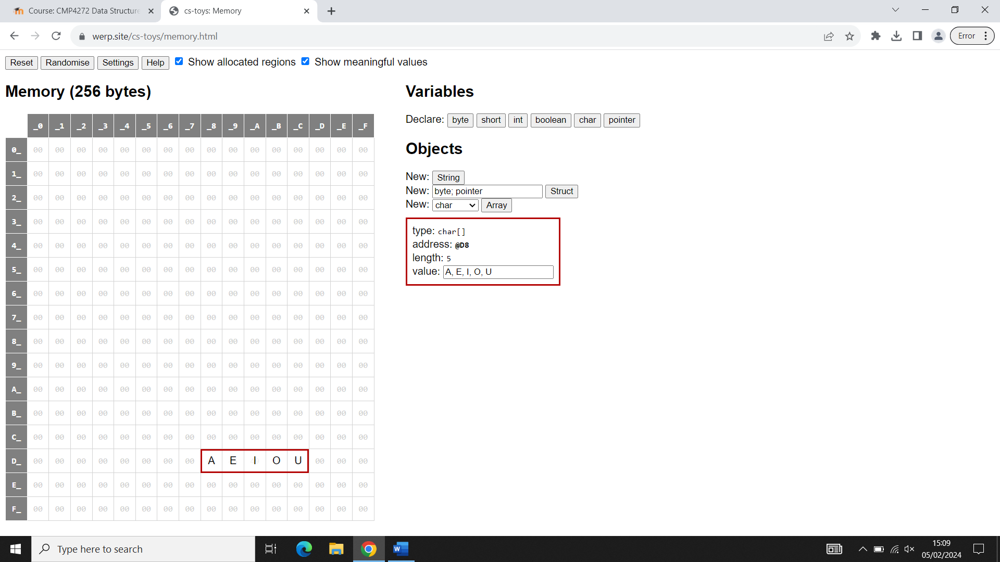 Course: CMP4272 Data Structure
cs-toys: Memory
werp.site/cs-toys/memory.html
Error
Reset Randomise Settings Help Show allocated regions Show meaningful values
Memory (256 bytes)
_0 _1 _2 _3 _4 _5 _6 _7 _8 _9 _A _B _C _D _E _F
0_ 00 00 00 00 00 00 00 00 00 00 00 00 00 00 00 00
1_ 00 00 00 00 00 00 00 00 00 00 00 00 00 00 00 00
2_ 00 00 00 00 00 00 00 00 00 00 00 00 00 00 00 00
3_ 00 00 00 00 00 00 00 00 00 00 00 00 00 00 00 00
4_ 00 00 00 00 00 00 00 00 00 00 00 00 00 00 00 00
5_ 00 00 00 00 00 00 00 00 00 00 00 00 00 00 00 00
6_ 00 00 00 00 00 00 00 00 00 00 00 00 00 00 00 00
7_ 00 00 00 00 00 00 00 00 00 00 00 00 00 00 00 00
8_ 00 00 00 00 00 00 00 00 00 00 00 00 00 00 00 00
9_ 00 00 00 00 00 00 00 00 00 00 00 00 00 00 00 00
A_ 00 00 00 00 00 00 00 00 00 00 00 00 00 00 00 00
B_ 00 00 00 00 00 00 00 00 00 00 00 00 00 00 00 00
C_ 00 00 00 00 00 00 00 00 00 00 00 00 00 00 00 00
D_ 00 00 00 00 00 00 00 00 A E I O U 00 00 00
E_ 00 00 00 00 00 00 00 00 00 00 00 00 00 00 00 00
F_ 00 00 00 00 00 00 00 00 00 00 00 00 00 00 00 00
Variables
Declare: byte short int boolean char pointer
Objects
New: String
New: byte; pointer Struct
New: char Array
type: char[]
address: @D8
length: 5
value: A, E, I, O, U
Type here to search
W
15:09
05/02/2024